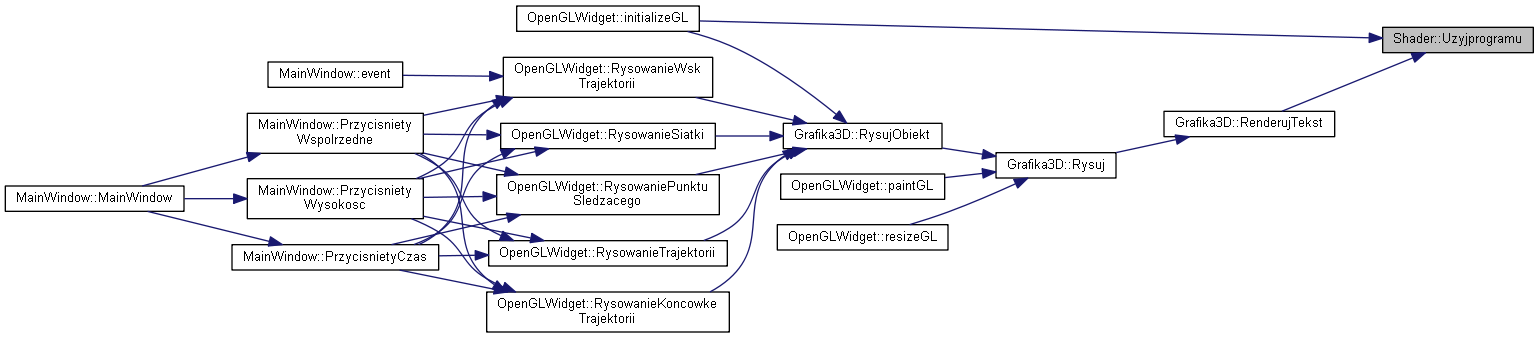 OpenGLWidget::initializeGL
Shader::Uzyjprogramu
MainWindow::event
OpenGLWidget::RysowanieWsk
Trajektorii
MainWindow::Przycisniety
Wspolrzedne
OpenGLWidget::RysowanieSiatki
Grafika3D::RysujObiekt
Grafika3D::RenderujTekst
Grafika3D::Rysuj
MainWindow::MainWindow
MainWindow::Przycisniety
Wysokosc
OpenGLWidget::RysowaniePunktu
Sledzacego
OpenGLWidget::paintGL
OpenGLWidget::resizeGL
MainWindow::PrzycisnietyCzas
OpenGLWidget::RysowanieTrajektorii
OpenGLWidget::RysowanieKoncowke
Trajektorii